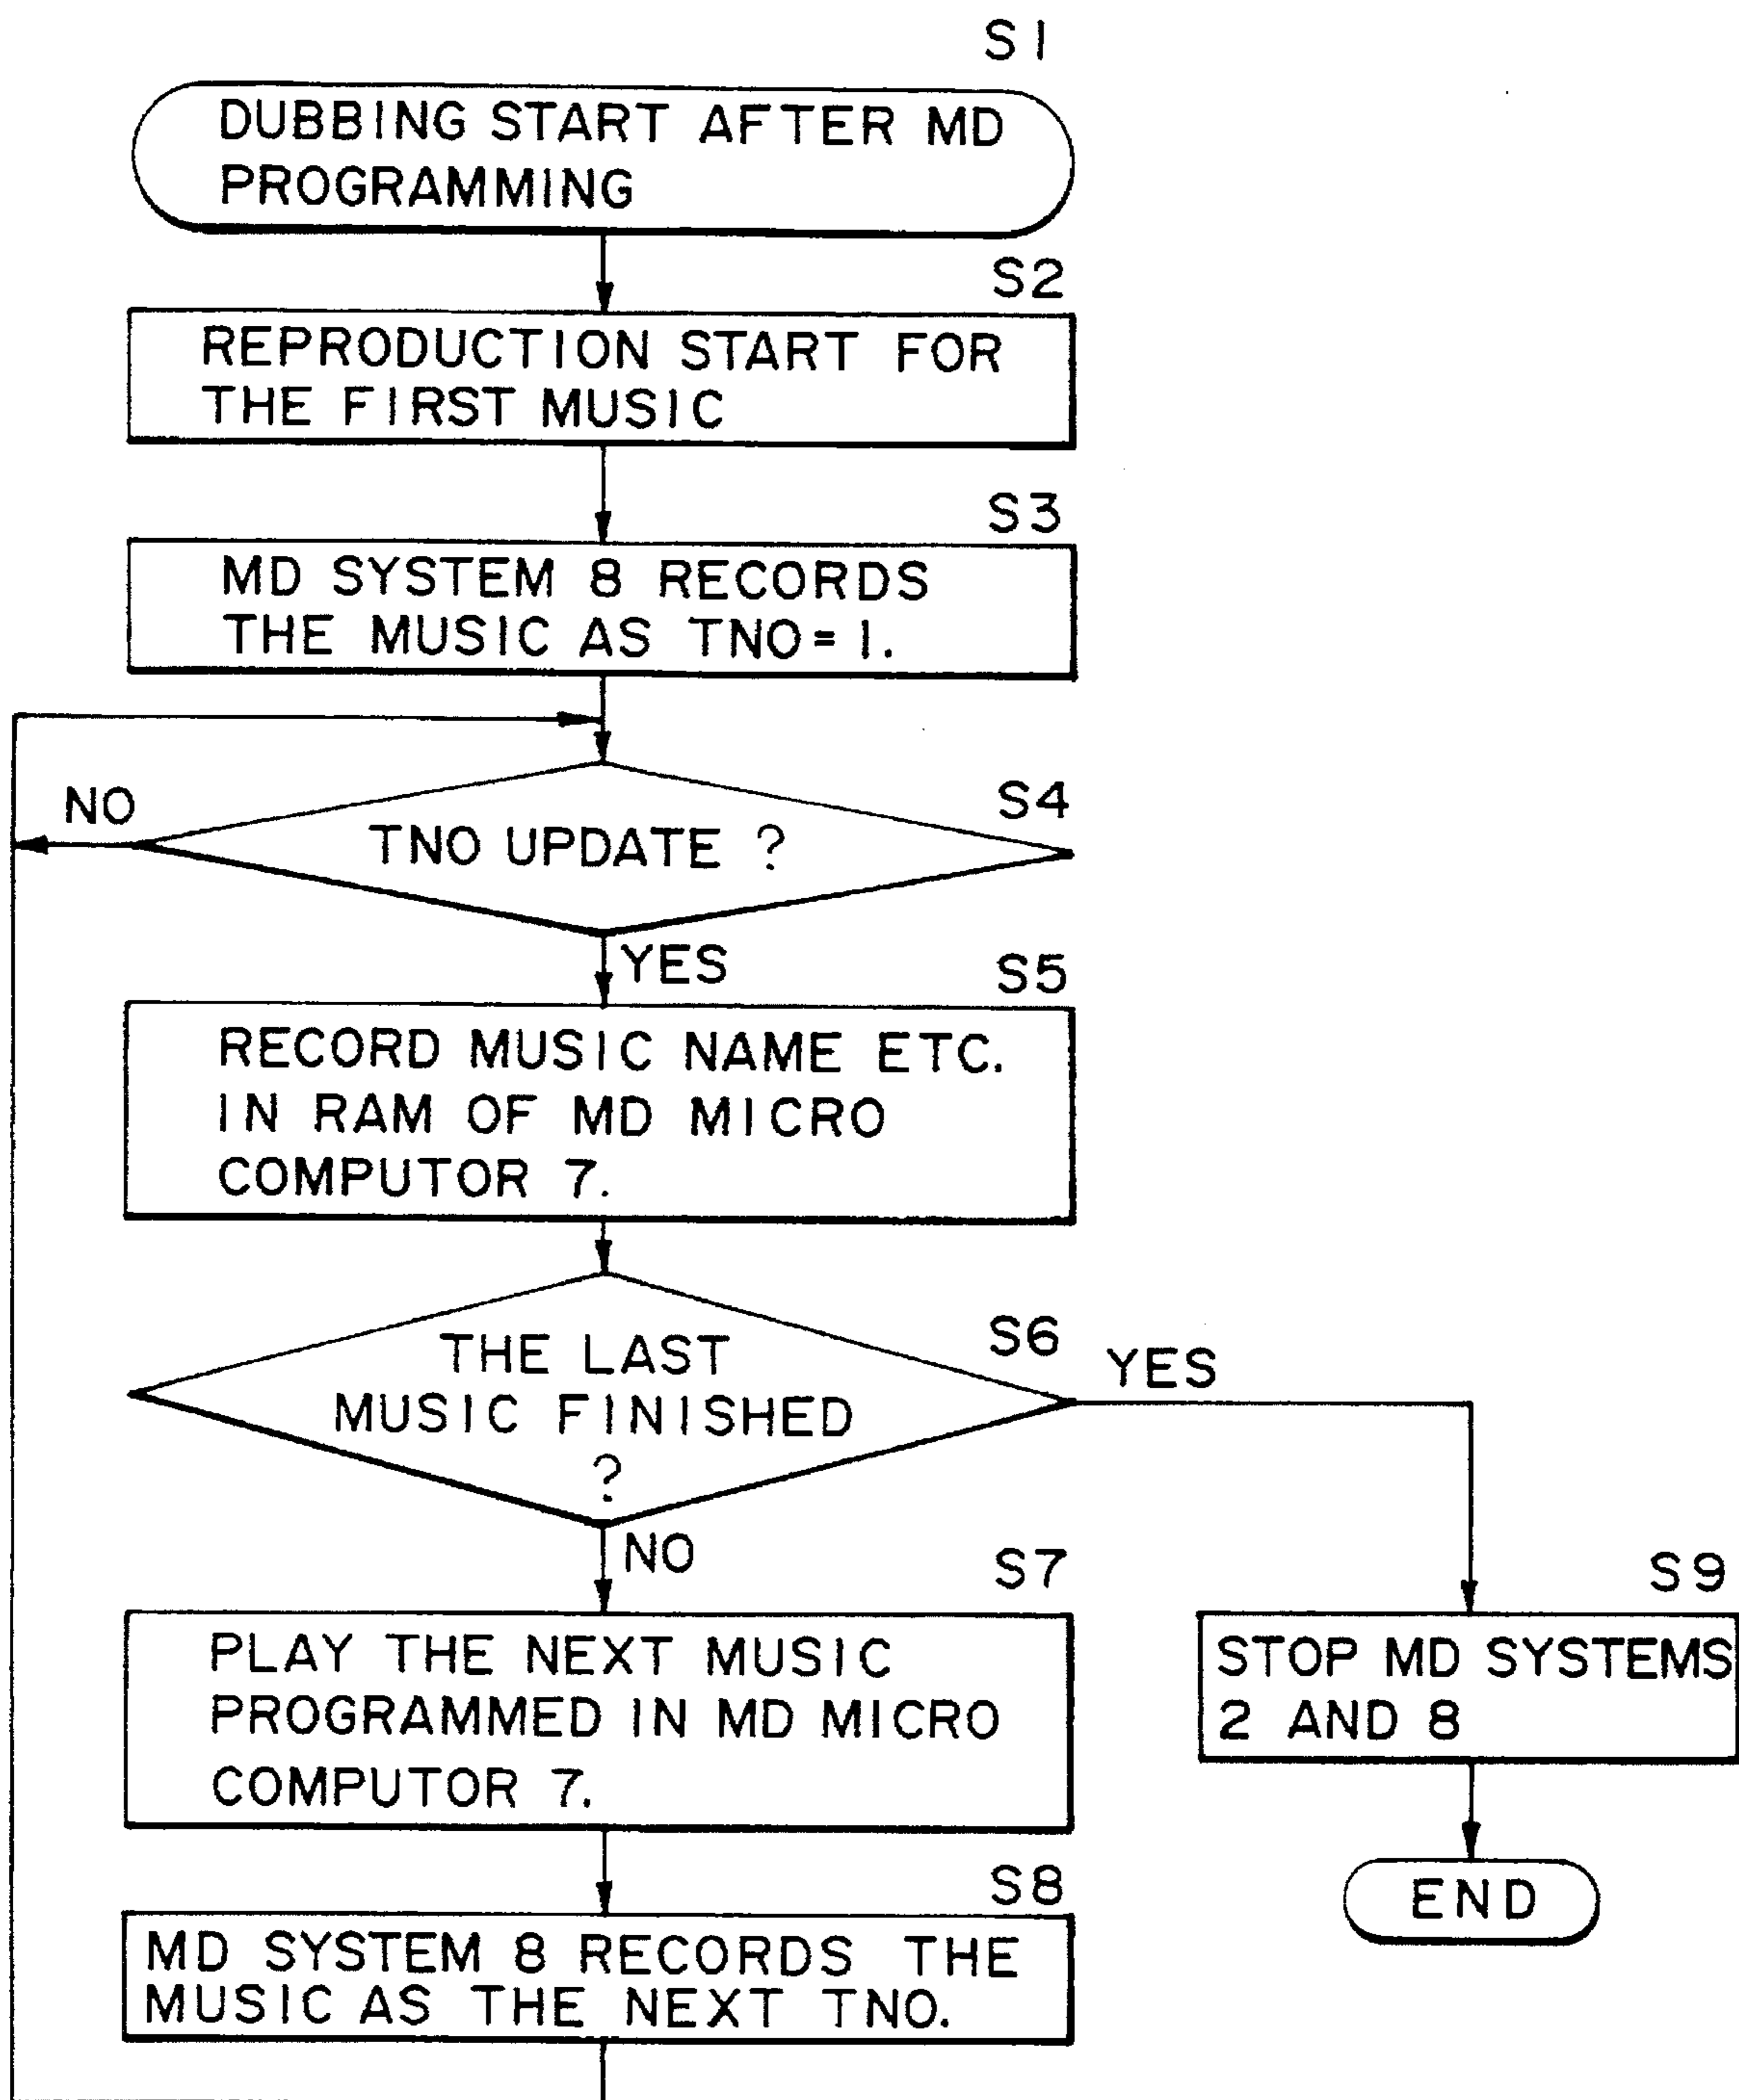 S1
DUBBING START AFTER MD
PROGRAMMING
S2
REPRODUCTION START FOR
THE FIRST MUSIC
S3
MD SYSTEM 8 RECORDS
THE MUSIC AS TNO=1.
S4
NO
TNO UPDATE ?
YES
S5
RECORD MUSIC NAME ETC.
IN RAM OF MD MICRO
COMPUTOR 7.
S6
THE LAST
MUSIC FINISHED
?
YES
NO
S7
PLAY THE NEXT MUSIC
PROGRAMMED IN MD MICRO
COMPUTOR 7.
S9
STOP MD SYSTEMS
2 AND 8
S8
MD SYSTEM 8 RECORDS THE
MUSIC AS THE NEXT TNO.
END